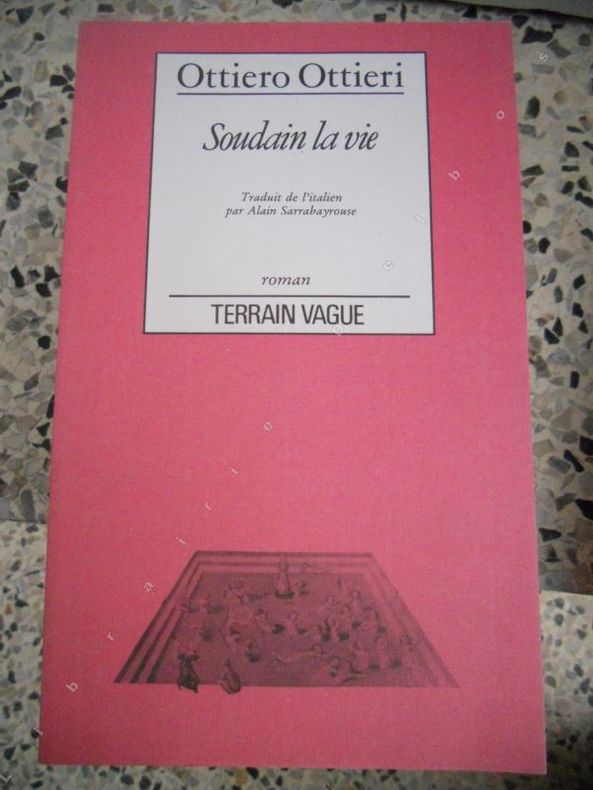 Ottiero Ottieri
Soudain la vie
Traduit de l'italien
par Alain Sarrabayrouse
roman
TERRAIN VAGUE